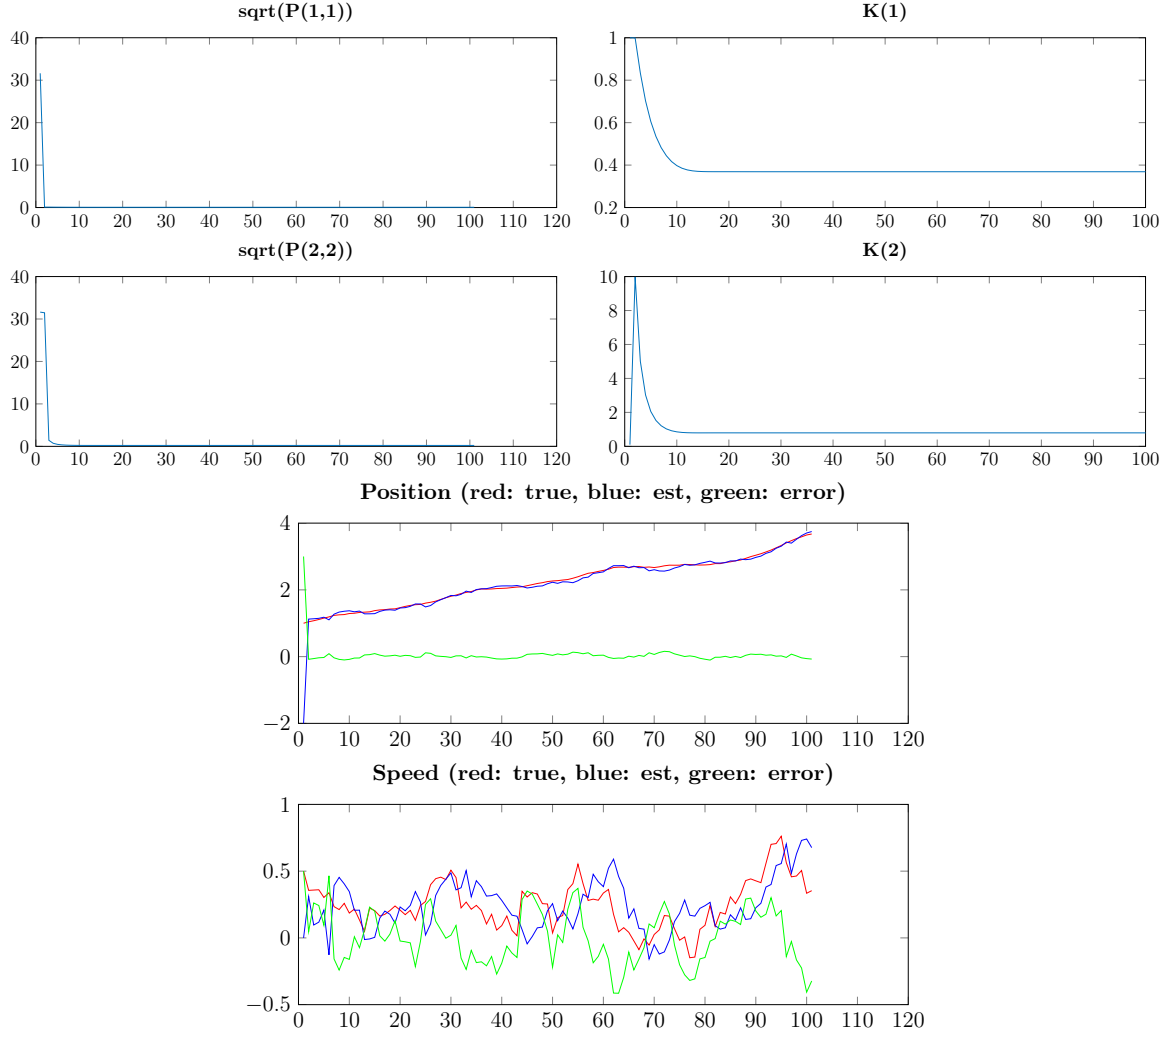 sqrt(P(1,1))
40
30
20
10
0
0 10 20 30 40 50 60 70 80 90 100 110 120
K(1)
1
0.8
0.6
0.4
0.2
0 10 20 30 40 50 60 70 80 90 100
sqrt(P(2,2))
40
30
20
10
0
0 10 20 30 40 50 60 70 80 90 100 110 120
K(2)
10
8
6
4
2
0
0 10 20 30 40 50 60 70 80 90 100
Position (red: true, blue: est, green: error)
4
2
0
−2
0 10 20 30 40 50 60 70 80 90 100 110 120
Speed (red: true, blue: est, green: error)
1
0.5
0
−0.5
0 10 20 30 40 50 60 70 80 90 100 110 120